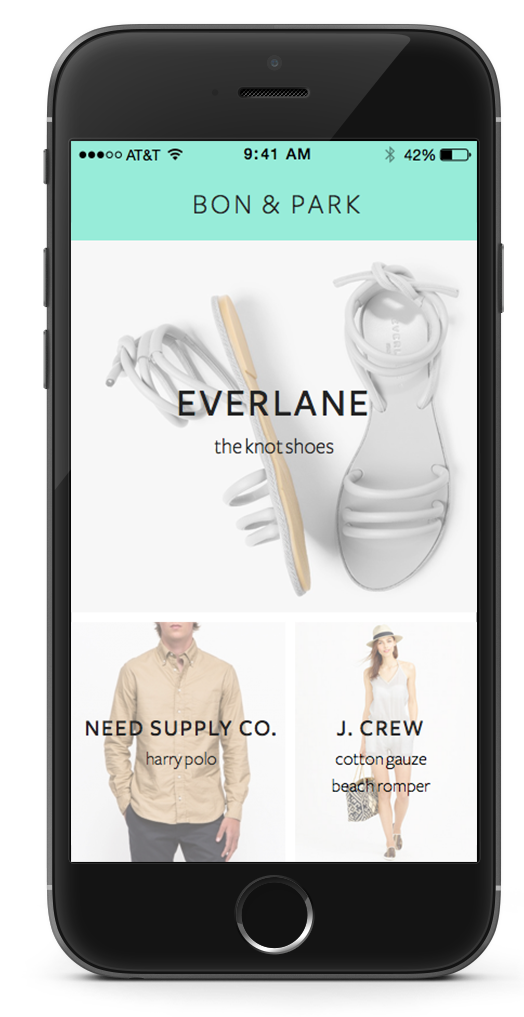 AT&T 9:41 AM 42%
BON & PARK
EVERLANE
the knot shoes
NEED SUPPLY CO.
harry polo
J. CREW
cotton gauze
beach romper